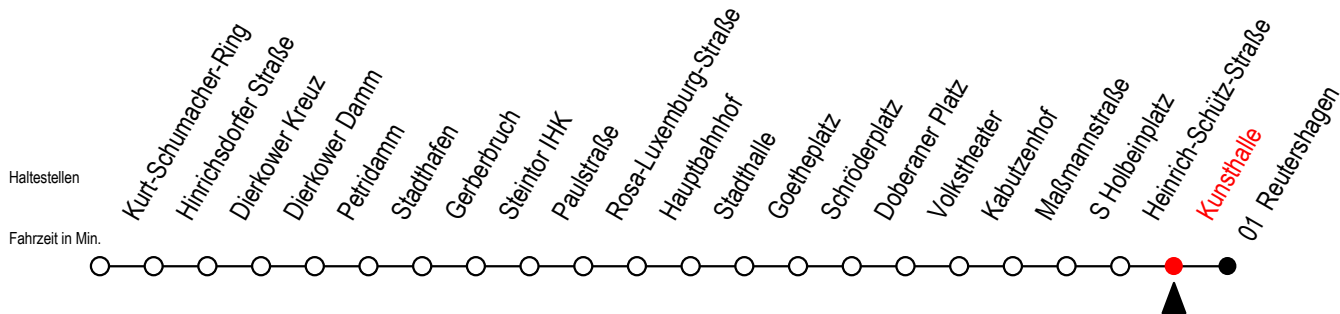 Haltestellen
Kurt-Schumacher-Ring
Hinrichsdorfer Straße
Dierkower Kreuz
Dierkower Damm
Petridamm
Stadthafen
Gerberbruch
Steintor IHK
Paulstraße
Rosa-Luxemburg-Straße
Hauptbahnhof
Stadthalle
Goetheplatz
Schröderplatz
Doberaner Platz
Volkstheater
Kabutzenhof
Maßmannstraße
S Holbeinplatz
Heinrich-Schütz-Straße
Kunsthalle
01 Reutershagen
Fahrzeit in Min.